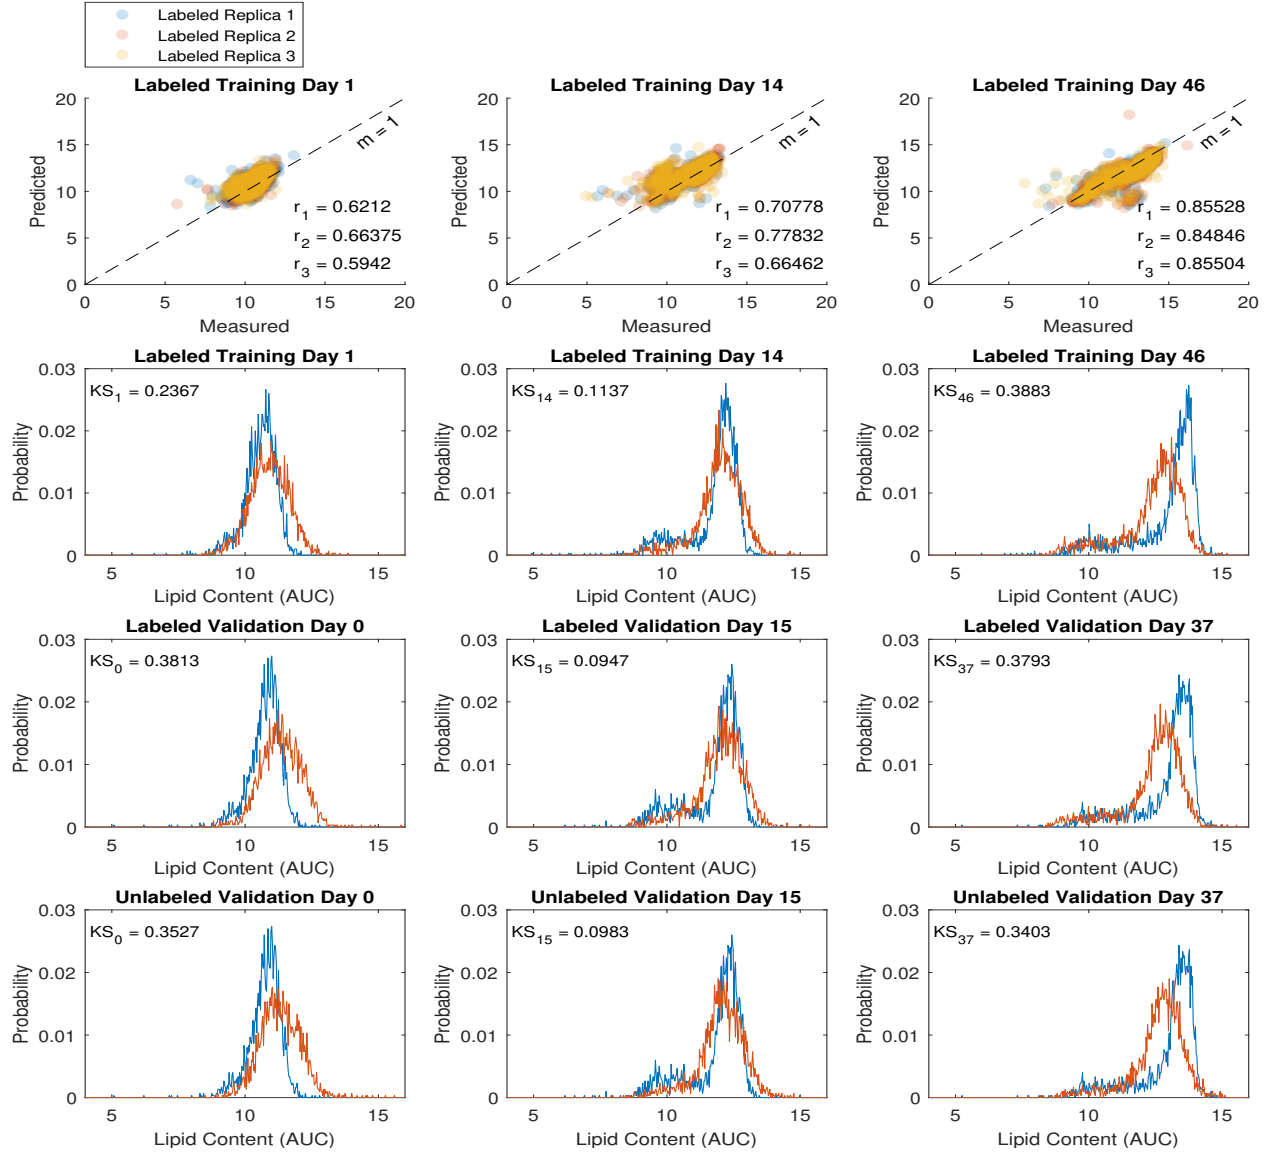 Labeled Replica 1
Labeled Replica 2
Labeled Replica 3
Labeled Training Day 1
20
15
10
5
0
0
5
10
15
20
Predicted
Measured
m = 1
r1 = 0.6212
r2 = 0.66375
r3 = 0.5942
Labeled Training Day 14
20
15
10
5
0
0
5
10
15
20
Predicted
Measured
m = 1
r1 = 0.70778
r2 = 0.77832
r3 = 0.66462
Labeled Training Day 46
20
15
10
5
0
0
5
10
15
20
Predicted
Measured
m = 1
r1 = 0.85528
r2 = 0.84846
r3 = 0.85504
Labeled Training Day 1
0.03
0.02
0.01
0
5
10
15
Probability
Lipid Content (AUC)
KS1 = 0.2367
Labeled Training Day 14
0.03
0.02
0.01
0
5
10
15
Probability
Lipid Content (AUC)
KS14 = 0.1137
Labeled Training Day 46
0.03
0.02
0.01
0
5
10
15
Probability
Lipid Content (AUC)
KS46 = 0.3883
Labeled Validation Day 0
0.03
0.02
0.01
0
5
10
15
Probability
Lipid Content (AUC)
KS0 = 0.3813
Labeled Validation Day 15
0.03
0.02
0.01
0
5
10
15
Probability
Lipid Content (AUC)
KS15 = 0.0947
Labeled Validation Day 37
0.03
0.02
0.01
0
5
10
15
Probability
Lipid Content (AUC)
KS37 = 0.3793
Unlabeled Validation Day 0
0.03
0.02
0.01
0
5
10
15
Probability
Lipid Content (AUC)
KS0 = 0.3527
Unlabeled Validation Day 15
0.03
0.02
0.01
0
5
10
15
Probability
Lipid Content (AUC)
KS15 = 0.0983
Unlabeled Validation Day 37
0.03
0.02
0.01
0
5
10
15
Probability
Lipid Content (AUC)
KS37 = 0.3403